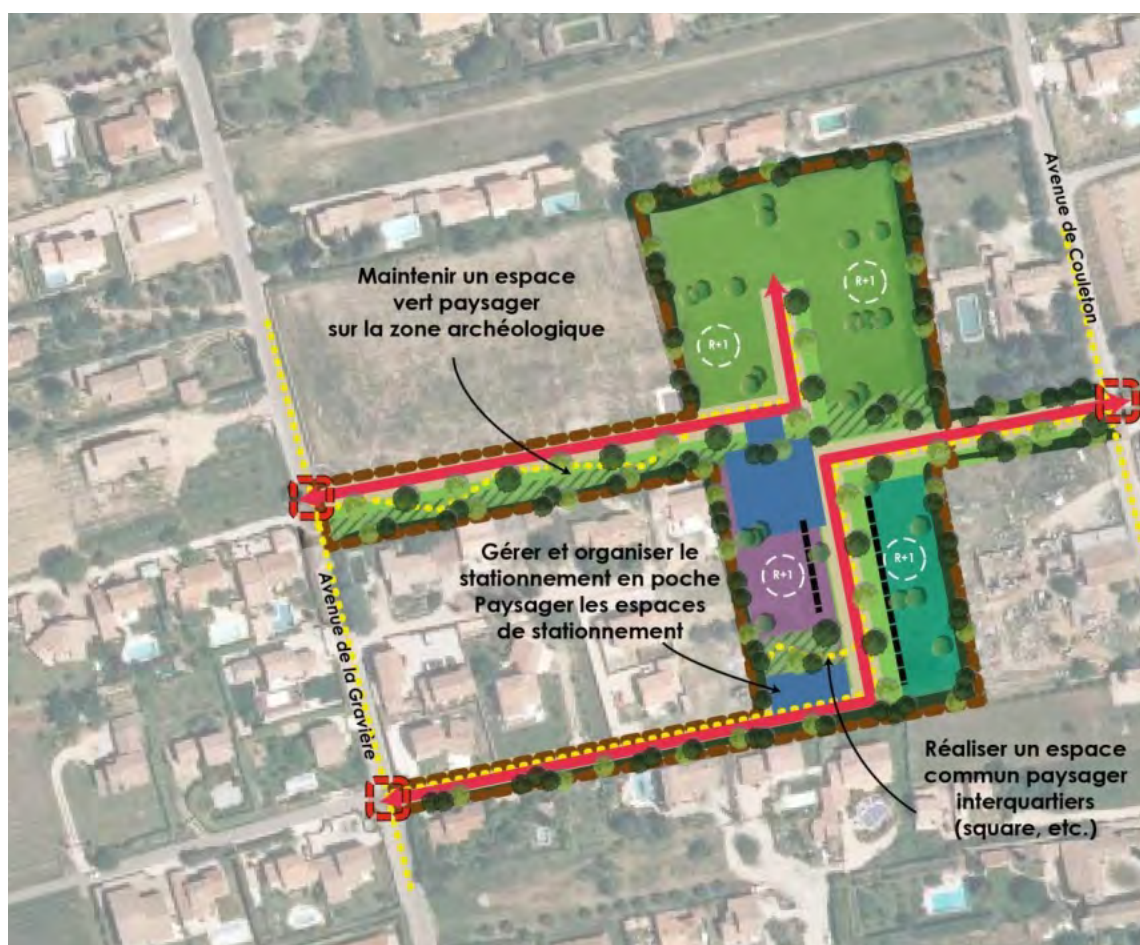 Avenue de Couleton
Maintenir un espace
vert paysager
sur la zone archéologique
R+1
R+1
Gérer et organiser le
stationnement en poche
Paysager les espaces
de stationnement
R+1
R+1
Avenue de la Gravière
Réaliser un espace
commun paysager
interquartiers
(square, etc.)